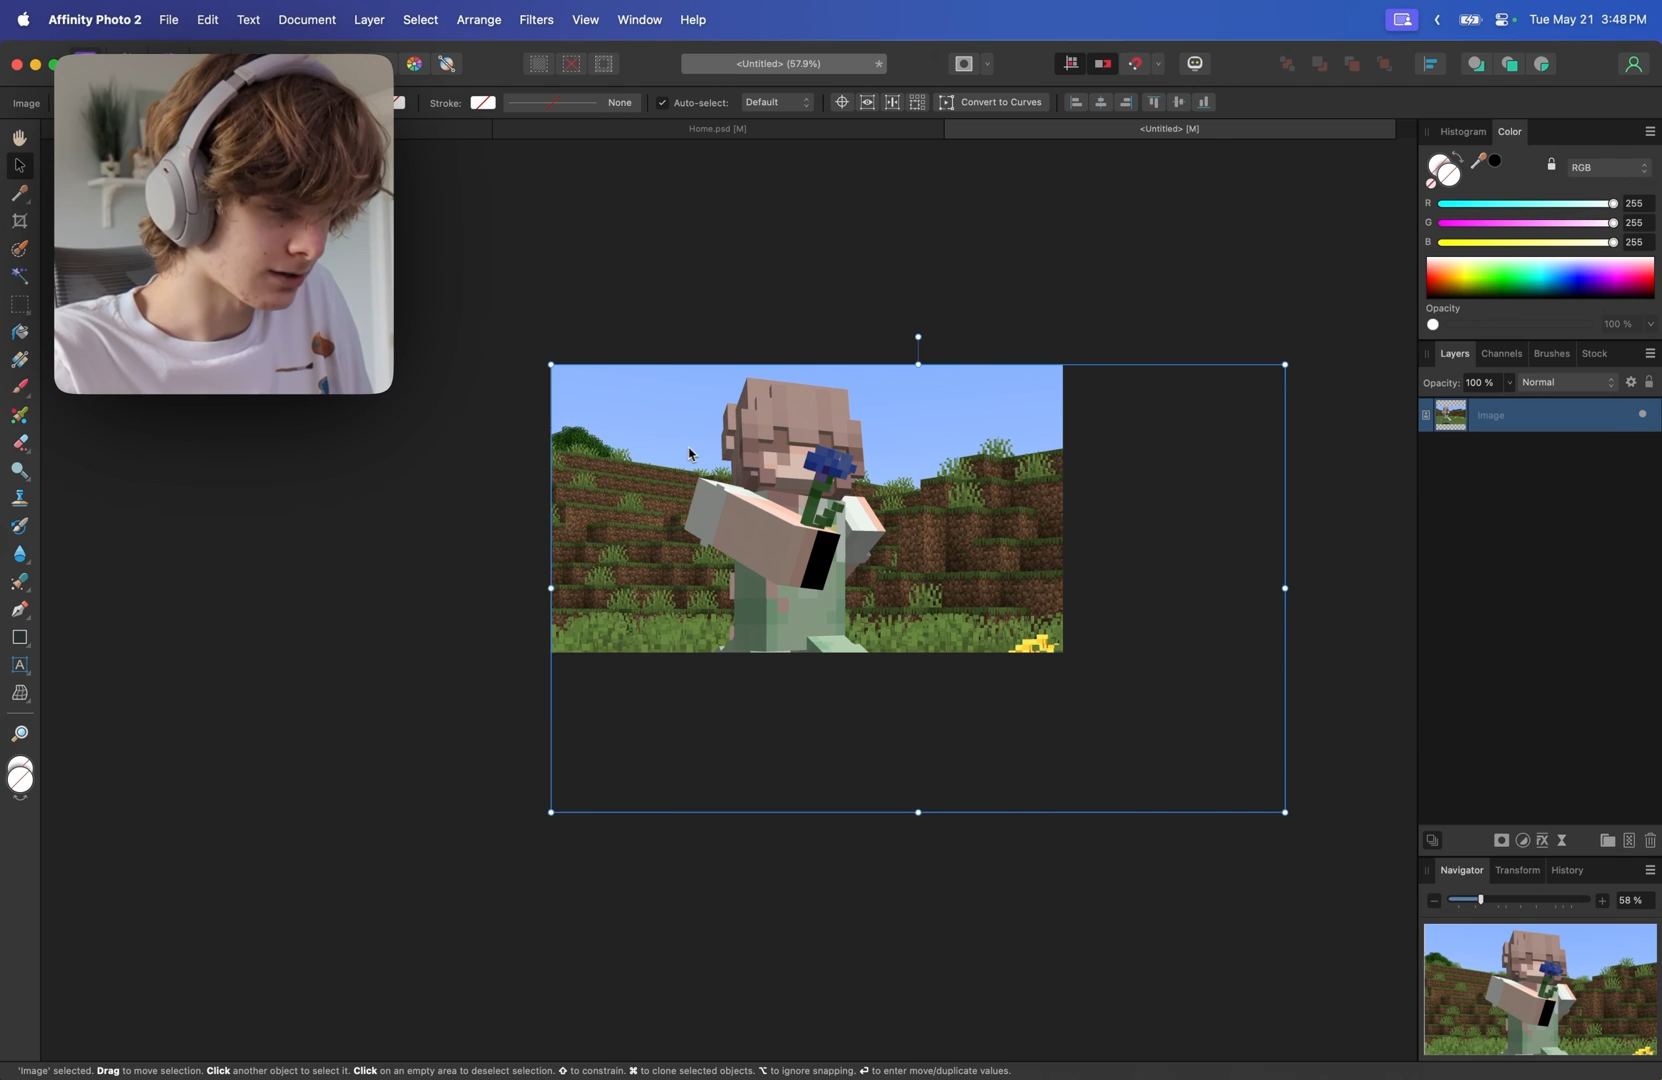 Affinity Photo 2 File Edit Text Document Layer Select Arrange Filters View Window Help Tue May 21 3:48 PM
<Untitled> (57.9%) *
Image Stroke: None Auto-select: Default Convert to Curves
Home.psd [M] <Untitled> [M]
Histogram Color
RGB
R 255
G 255
B 255
Opacity
100 %
Layers Channels Brushes Stock
Opacity: 100 % Normal
Image
A
Navigator Transform History
58 %
'Image' selected. Drag to move selection. Click another object to select it. Click on an empty area to deselect selection. ⇧ to constrain. ⌘ to clone selected objects. ⌥ to ignore snapping. ⏎ to enter move/duplicate values.